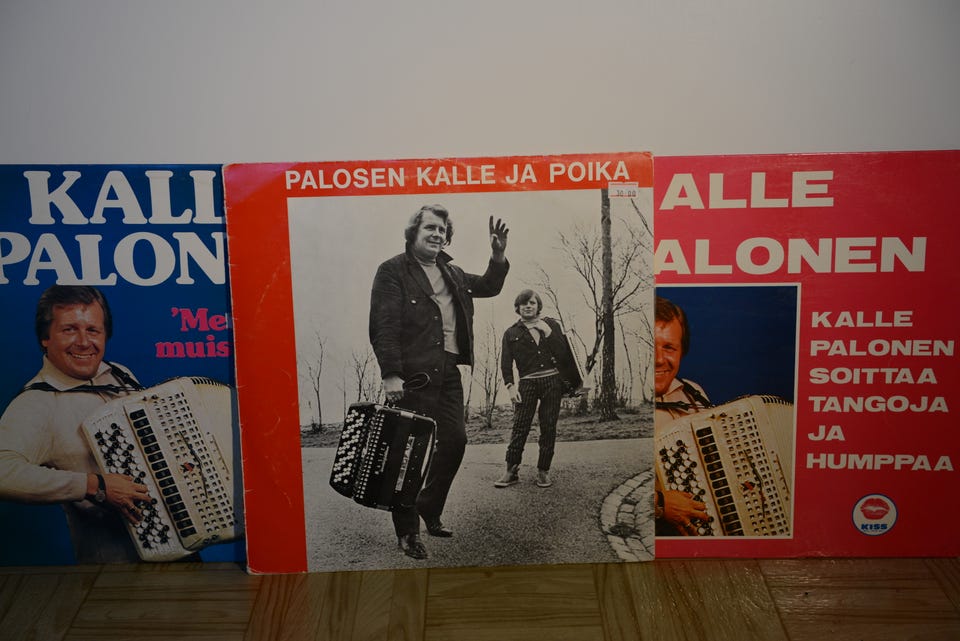 KALL
PALON
'Me
muis
PALOSEN KALLE JA POIKA
30.00
ALLE
ALONEN
KALLE
PALONEN
SOITTAA
TANGOJA
JA
HUMPPAA
KISS